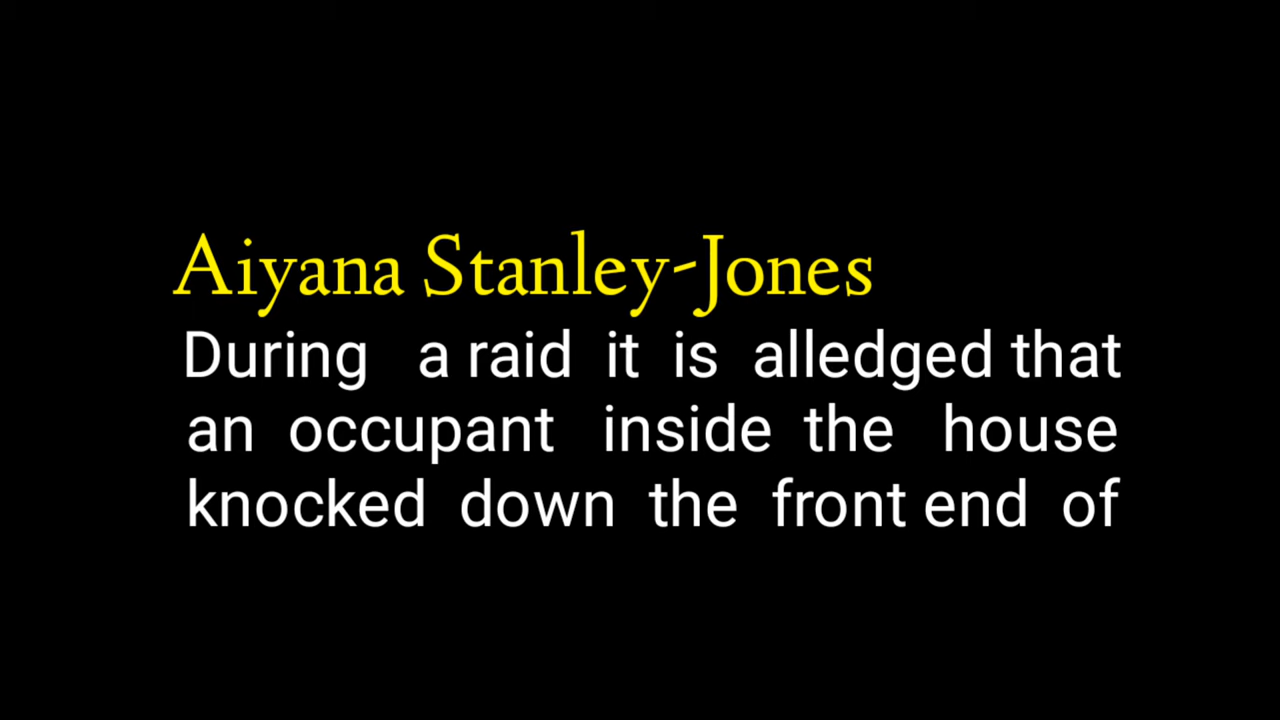 Aiyana Stanley-Jones
During a raid it is alledged that
an occupant inside the house
knocked down the front end of